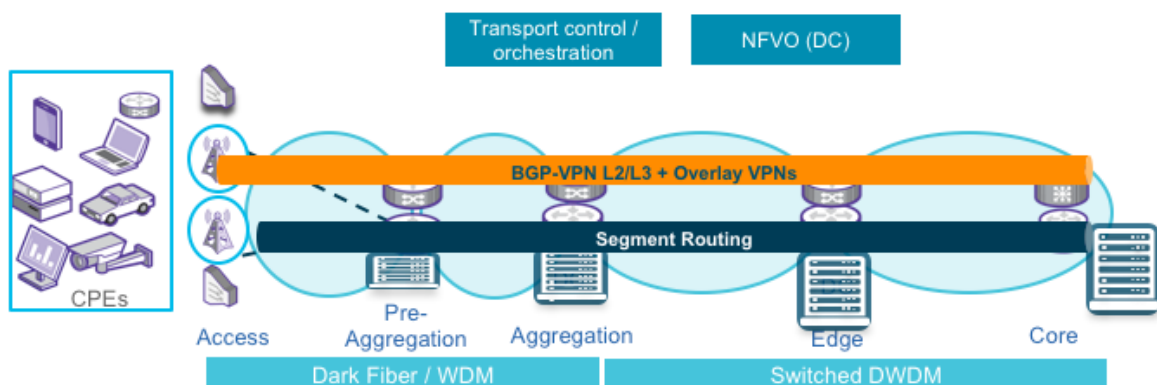 Transport control /
orchestration
NFVO (DC)
BGP-VPN L2/L3 + Overlay VPNs
Segment Routing
CPEs
Access
Pre-
Aggregation
Aggregation
Edge
Core
Dark Fiber / WDM
Switched DWDM